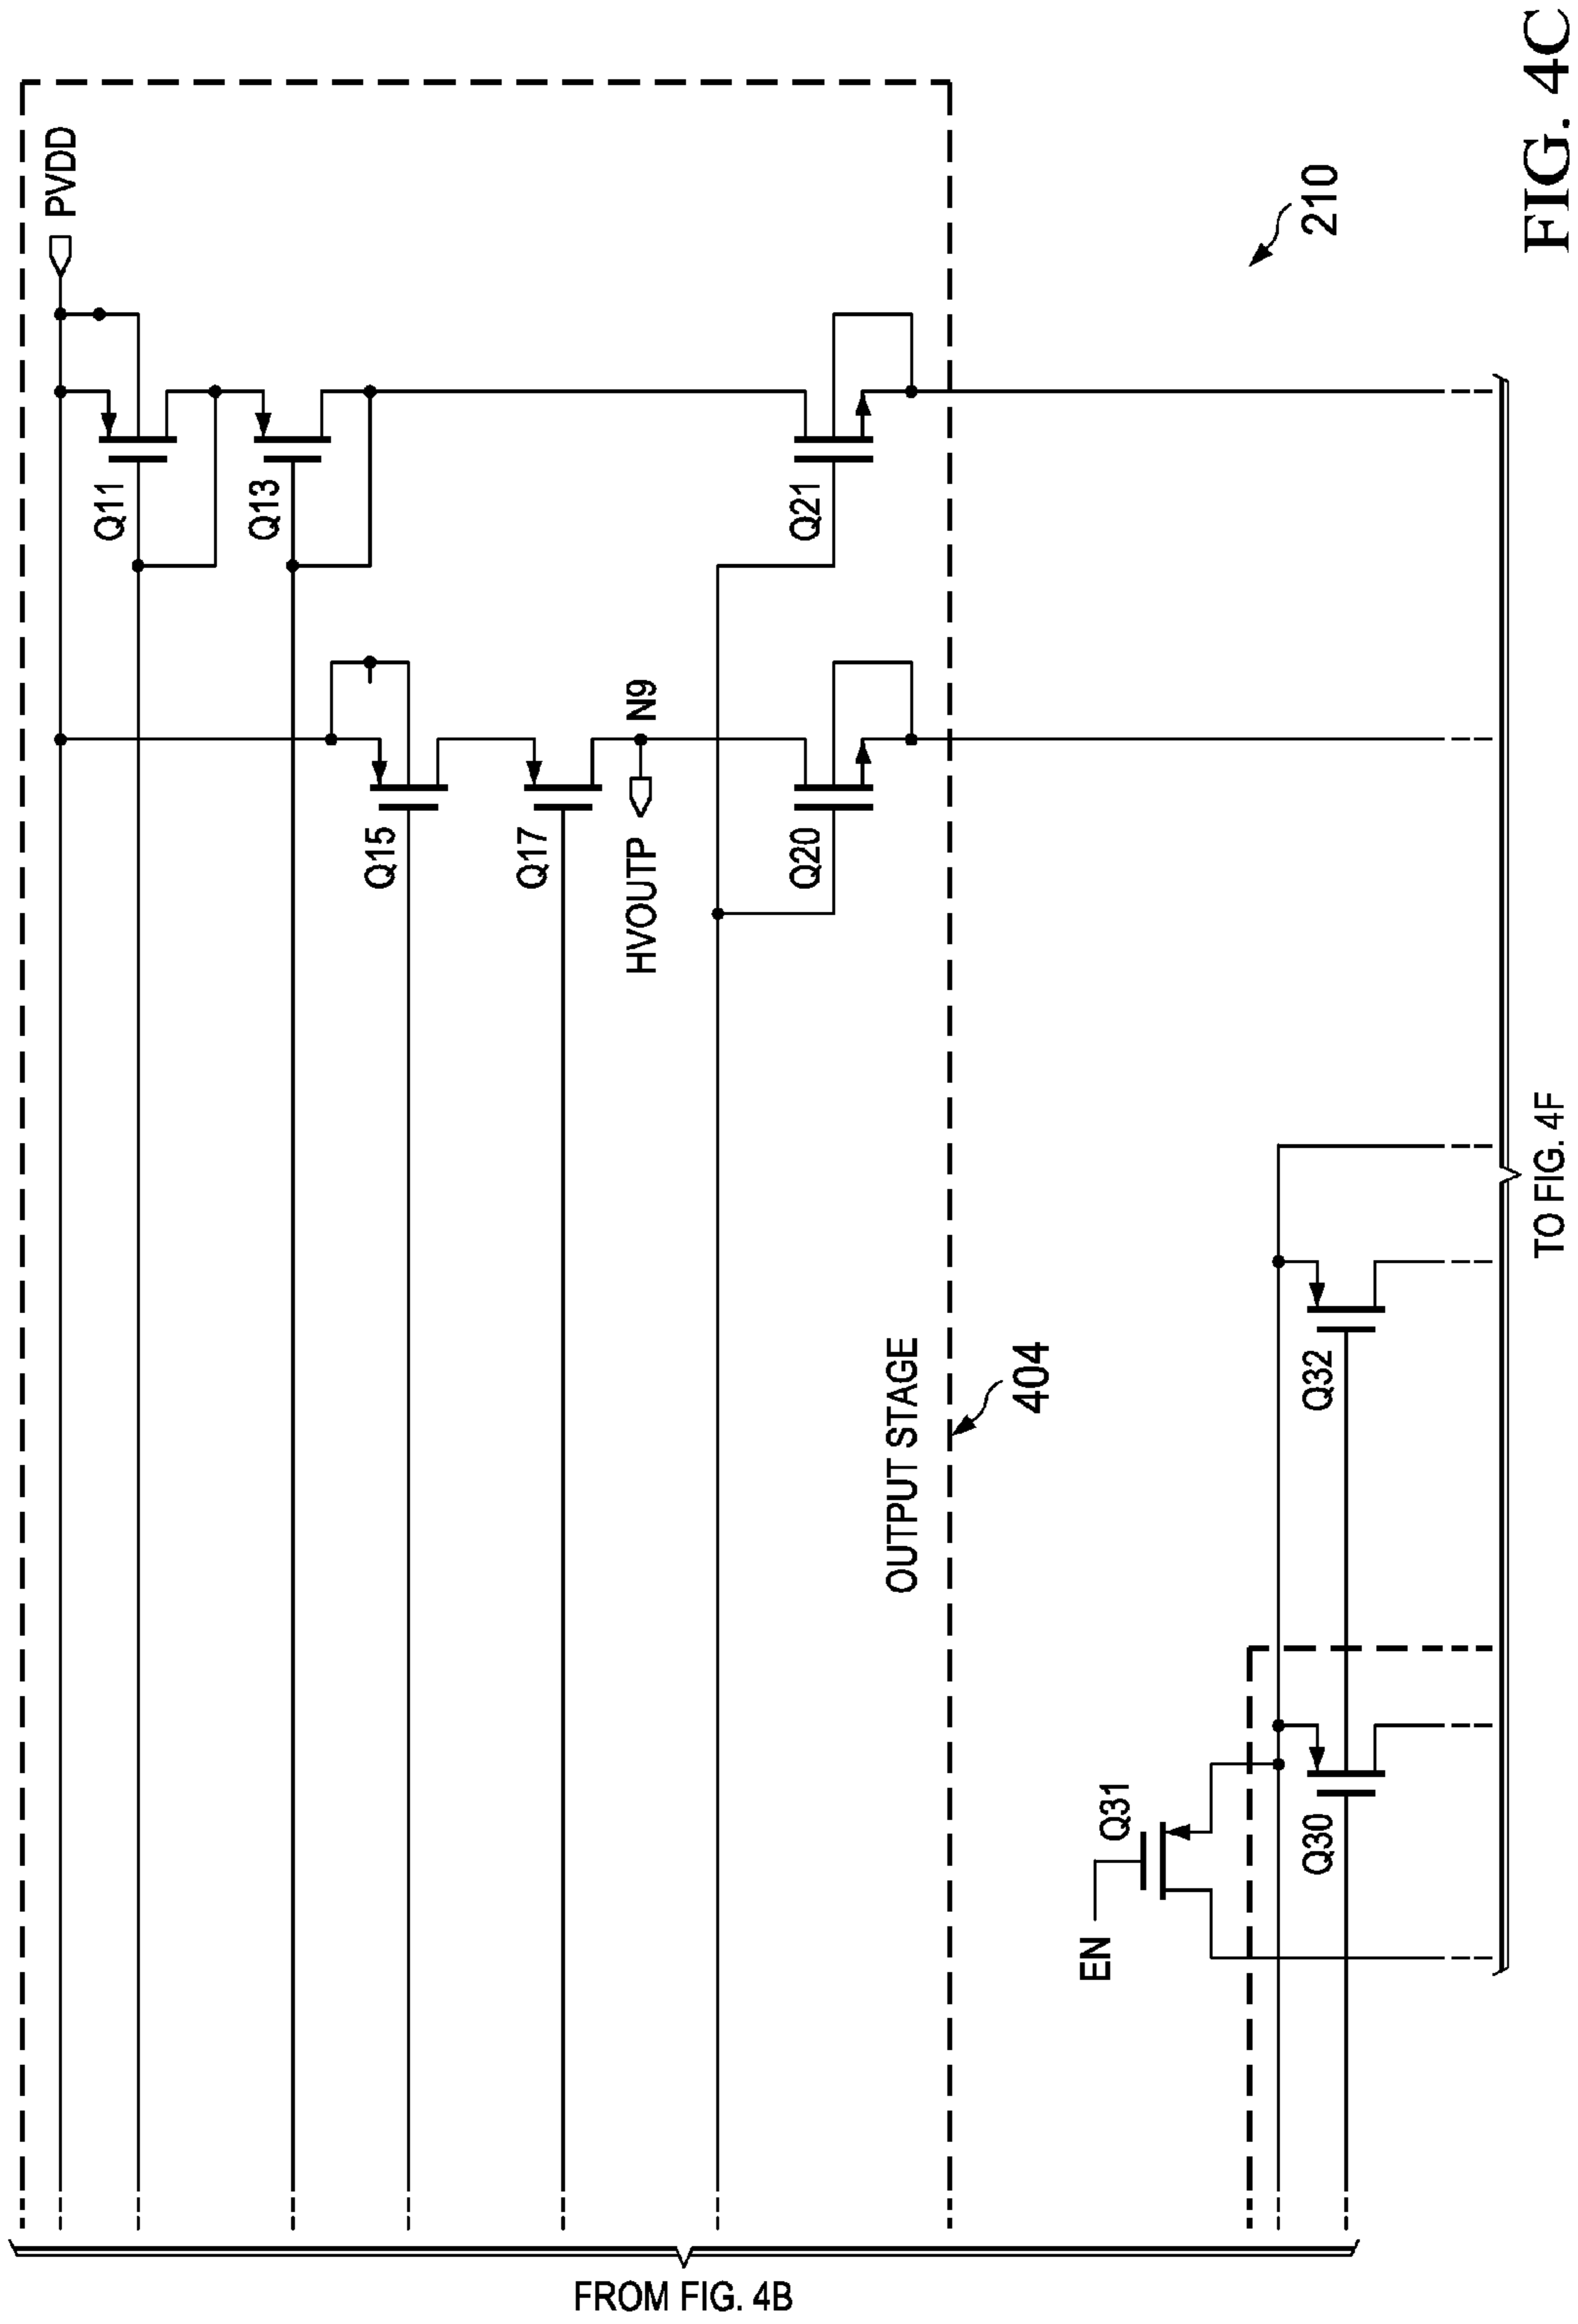 PVDD
Q11
Q13
Q15
Q17
N9
HVOUTP
Q21
Q20
OUTPUT STAGE
404
210
EN
Q31
Q30
Q32
FROM FIG. 4B
TO FIG. 4F
FIG. 4C